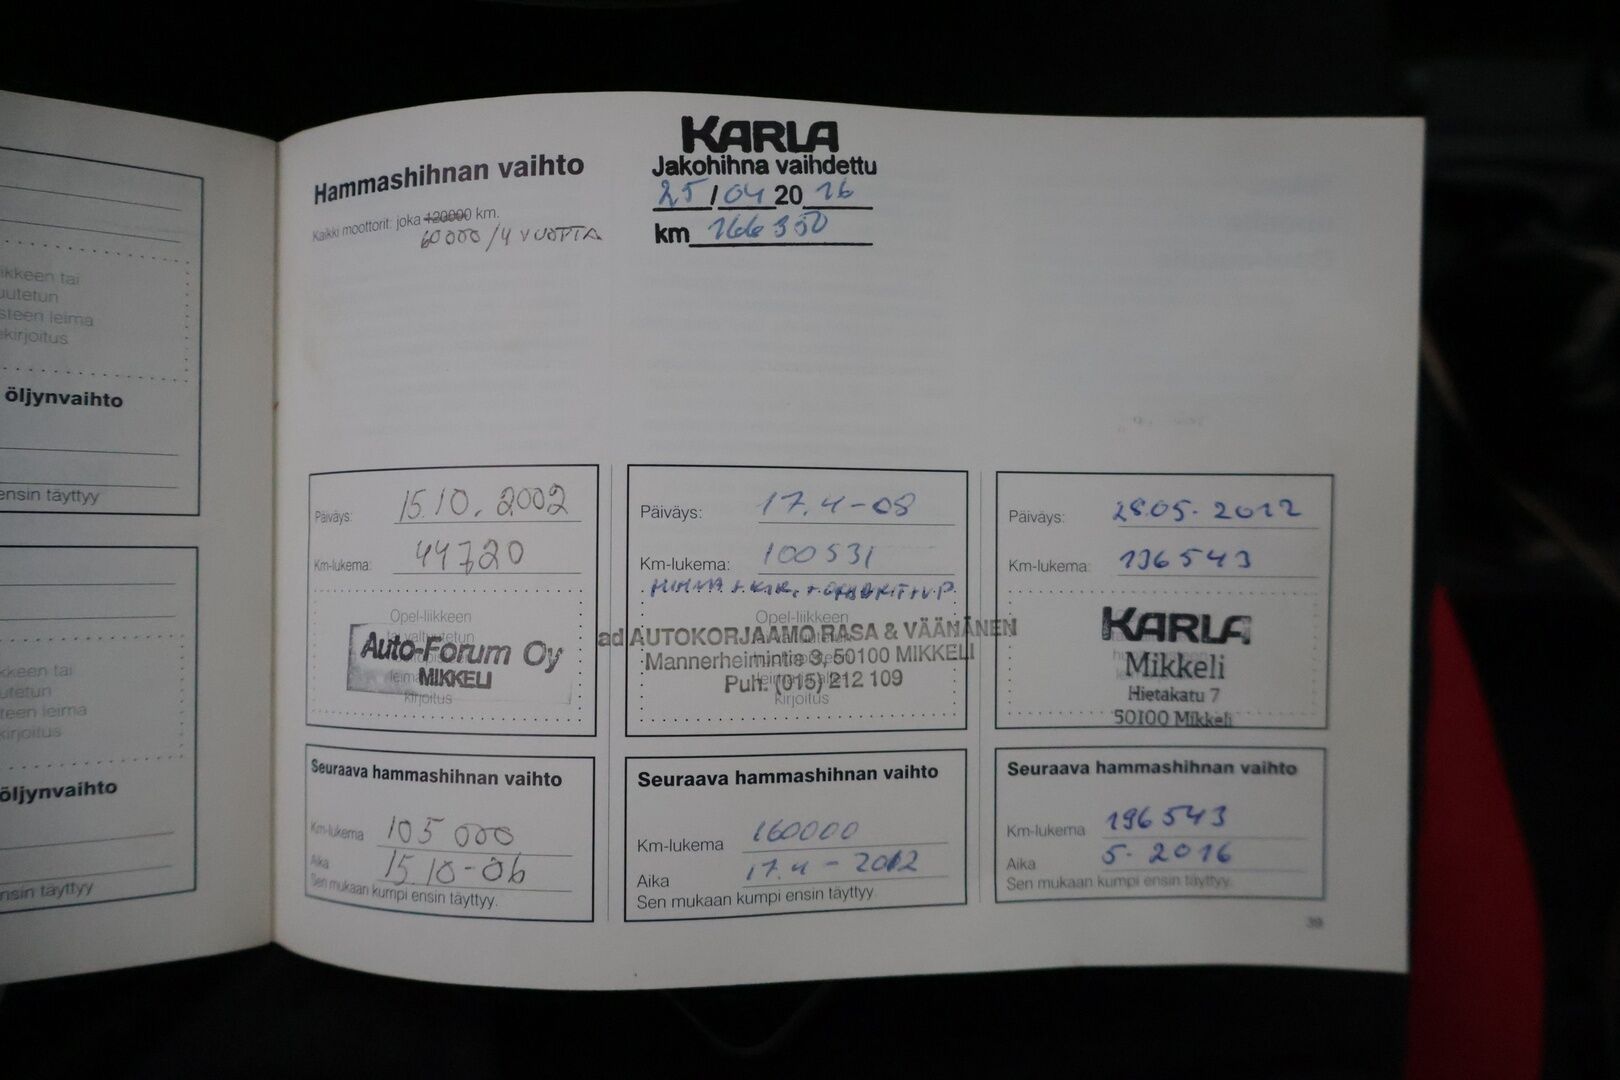 ikkeen tai
uutetun
steen leima
ekirjoitus
öljynvaihto
ensin täyttyy
kkeen tai
utetun
teen leima
kirjoitus
öljynvaihto
nsin täyttyy
Hammashihnan vaihto
Kaikki moottorit: joka 120000 km.
60000/4 VUOTTA
KARLA
Jakohihna vaihdettu
25/04 2016
km 166350
Päiväys: 15.10.2002
Km-lukema: 44720
Opel-liikkeen
Auto-Forum Oy
MIKKELI
kirjoitus
Seuraava hammashihnan vaihto
Km-lukema 105 000
Aika 15.10-06
Sen mukaan kumpi ensin täyttyy.
Päiväys: 17.4-08
Km-lukema: 100531
Opel-liikkeen
ad AUTOKORJAAMO RASA & VÄÄNÄNEN
Mannerheimintie 3, 50100 MIKKELI
Puh. (015) 212 109
kirjoitus
Seuraava hammashihnan vaihto
Km-lukema 160000
Aika 17.4-2012
Sen mukaan kumpi ensin täyttyy.
Päiväys: 28.05.2012
Km-lukema: 136543
KARLA
Mikkeli
Hietakatu 7
50100 Mikkeli
Seuraava hammashihnan vaihto
Km-lukema 196543
Aika 5.2016
Sen mukaan kumpi ensin täyttyy.
39